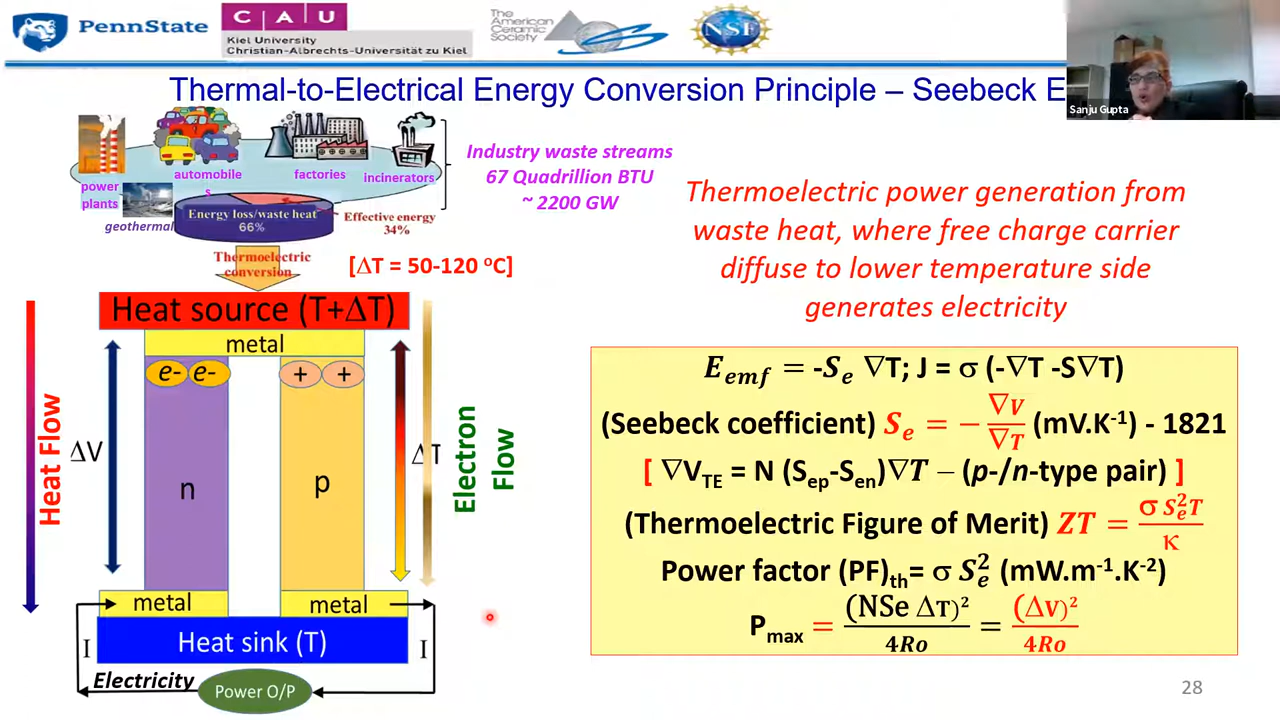 PennState
C A U
Kiel University
Christian-Albrechts-Universität zu Kiel
The
American
Ceramic
Society
NSF
Thermal-to-Electrical Energy Conversion Principle – Seebeck E
Sanju Gupta
power
plants
automobile
s
factories
incinerators
geothermal
Energy loss/waste heat
66%
Effective energy
34%
Industry waste streams
67 Quadrillion BTU
~ 2200 GW
Thermoelectric
conversion
[ΔT = 50-120 ºC]
Heat source (T+ΔT)
metal
e- e-
+ +
Heat Flow
ΔV
n
p
ΔT
Electron
Flow
metal
metal
I
Heat sink (T)
I
Electricity
Power O/P
Thermoelectric power generation from
waste heat, where free charge carrier
diffuse to lower temperature side
generates electricity
E_emf = -S_e ∇T; J = σ (-∇T -S∇T)
(Seebeck coefficient) S_e = − ∇V/∇T (mV.K⁻¹) - 1821
[ ∇V_TE = N (S_ep-S_en)∇T – (p-/n-type pair) ]
(Thermoelectric Figure of Merit) ZT = σ S_e² T/κ
Power factor (PF)_th= σ S_e² (mW.m⁻¹.K⁻²)
P_max = (NSe ΔT)²/4Ro = (ΔV)²/4Ro
28